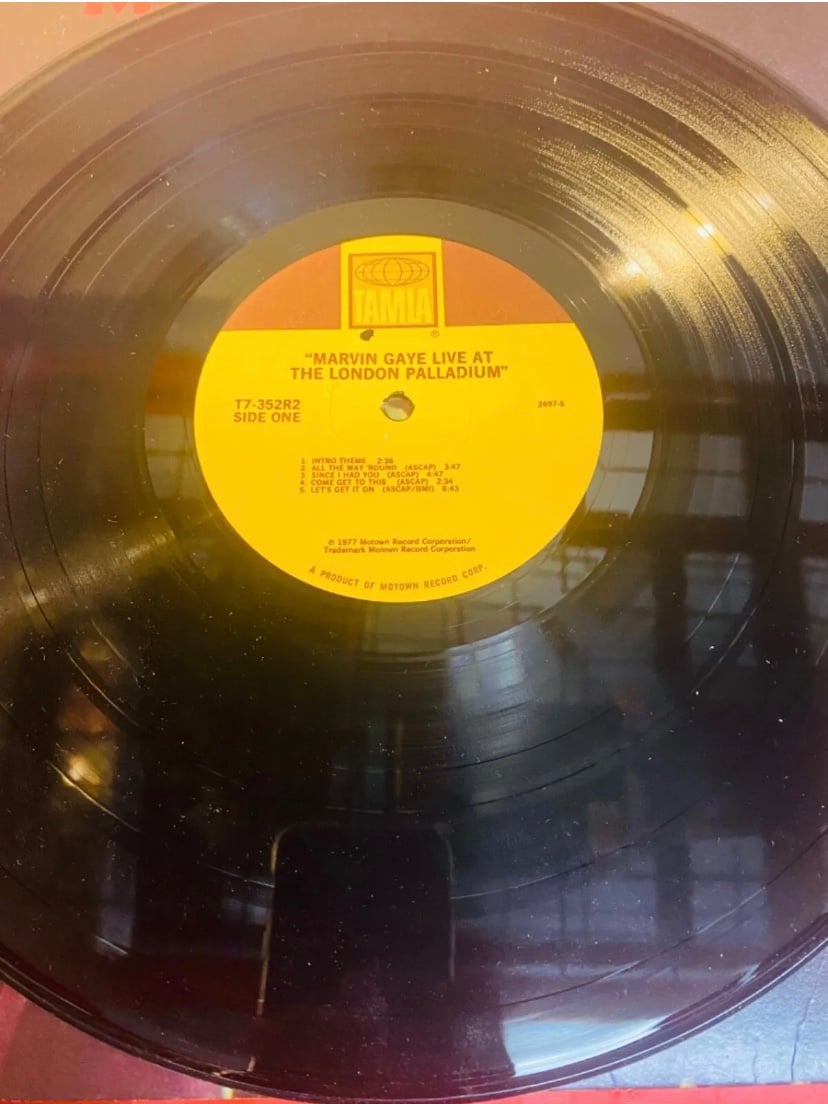 TAMLA
®
"MARVIN GAYE LIVE AT
THE LONDON PALLADIUM"
T7-352R2
SIDE ONE
2697-S
1. INTRO THEME 2:36
2. ALL THE WAY 'ROUND (ASCAP) 3:47
3. SINCE I HAD YOU (ASCAP) 4:47
4. COME GET TO THIS (ASCAP) 2:34
5. LET'S GET IT ON (ASCAP/BMI) 6:43
℗ 1977 Motown Record Corporation/
Trademark Motown Record Corporation
A PRODUCT OF MOTOWN RECORD CORP.